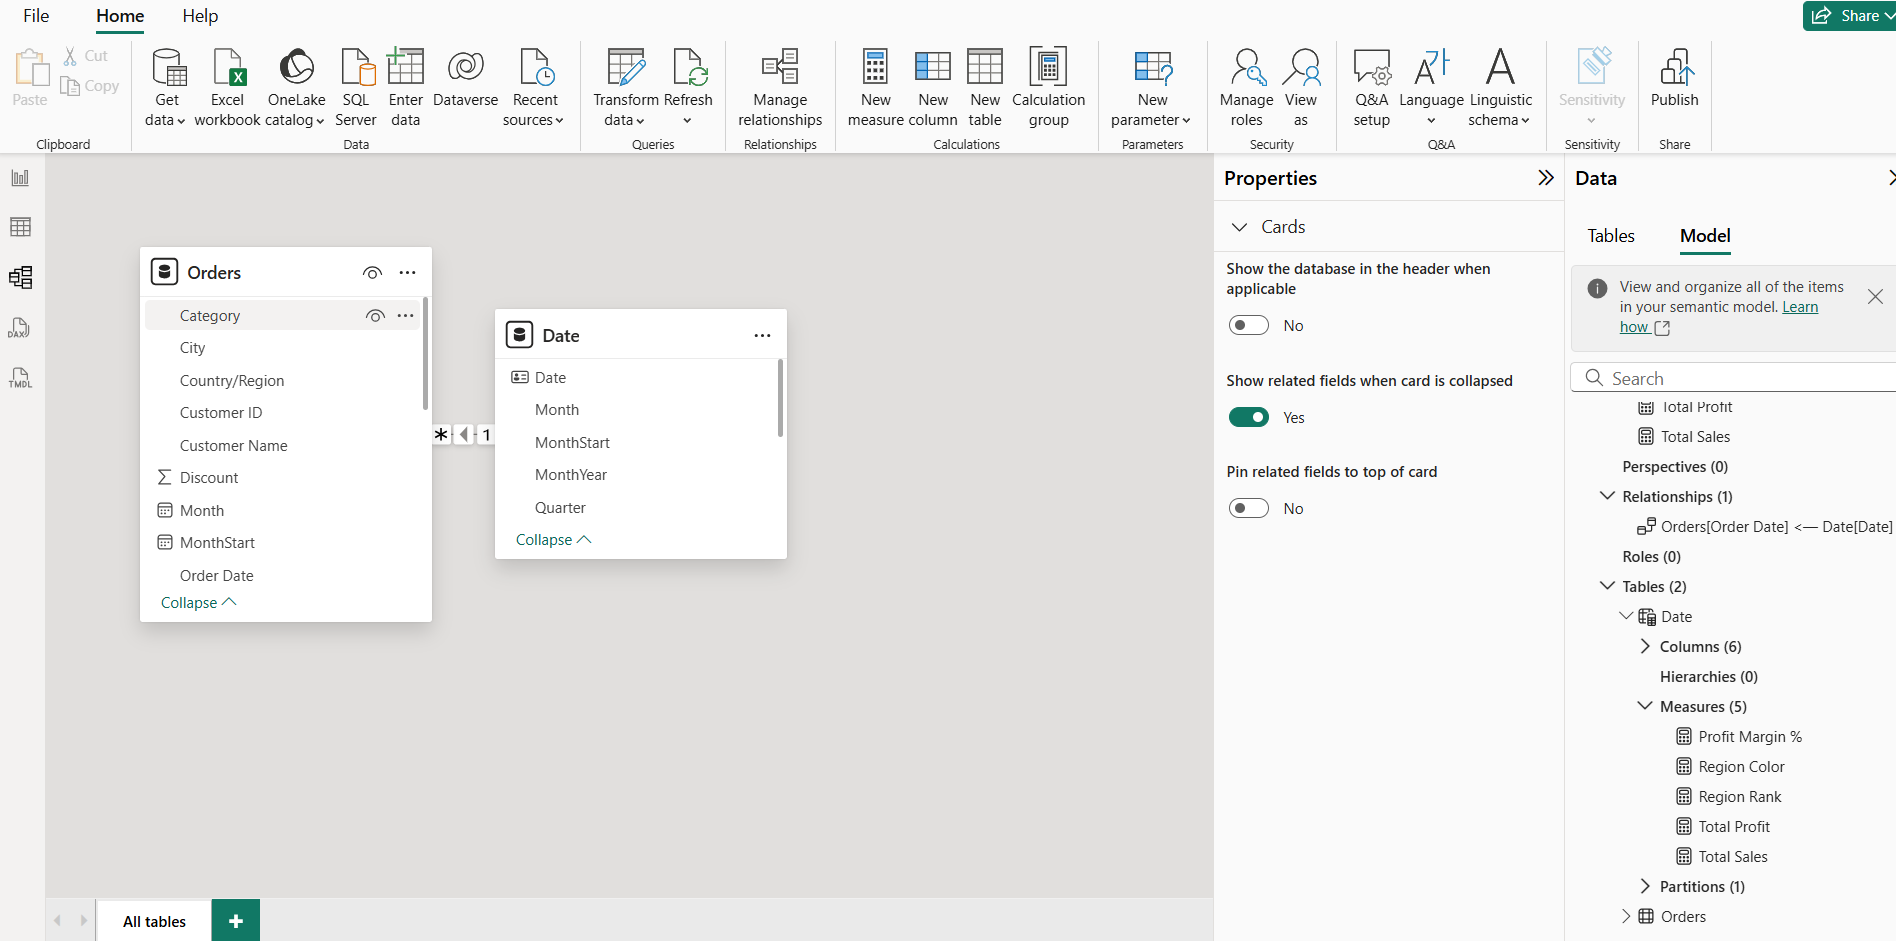 File
Home
Help
Share
Paste
Cut
Copy
Clipboard
Get
data
Excel
workbook
OneLake
catalog
SQL
Server
Enter
data
Dataverse
Recent
sources
Data
Transform
data
Refresh
Queries
Manage
relationships
Relationships
New
measure
New
column
New
table
Calculation
group
Calculations
New
parameter
Parameters
Manage
roles
View
as
Security
Q&A
setup
Language
Linguistic
schema
Q&A
Sensitivity
Sensitivity
Publish
Share
DAX
TMDL
Orders
Category
City
Country/Region
Customer ID
Customer Name
Discount
Month
MonthStart
Order Date
Collapse
* 1
Date
Date
Month
MonthStart
MonthYear
Quarter
Collapse
All tables
+
Properties
Cards
Show the database in the header when
applicable
No
Show related fields when card is collapsed
Yes
Pin related fields to top of card
No
Data
Tables
Model
View and organize all of the items
in your semantic model. Learn
how
Search
Total Profit
Total Sales
Perspectives (0)
Relationships (1)
Orders[Order Date] <— Date[Date]
Roles (0)
Tables (2)
Date
Columns (6)
Hierarchies (0)
Measures (5)
Profit Margin %
Region Color
Region Rank
Total Profit
Total Sales
Partitions (1)
Orders